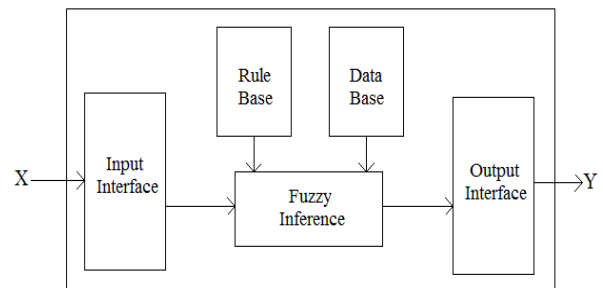 Rule
Base
Data
Base
X
Input
Interface
Fuzzy
Inference
Output
Interface
Y